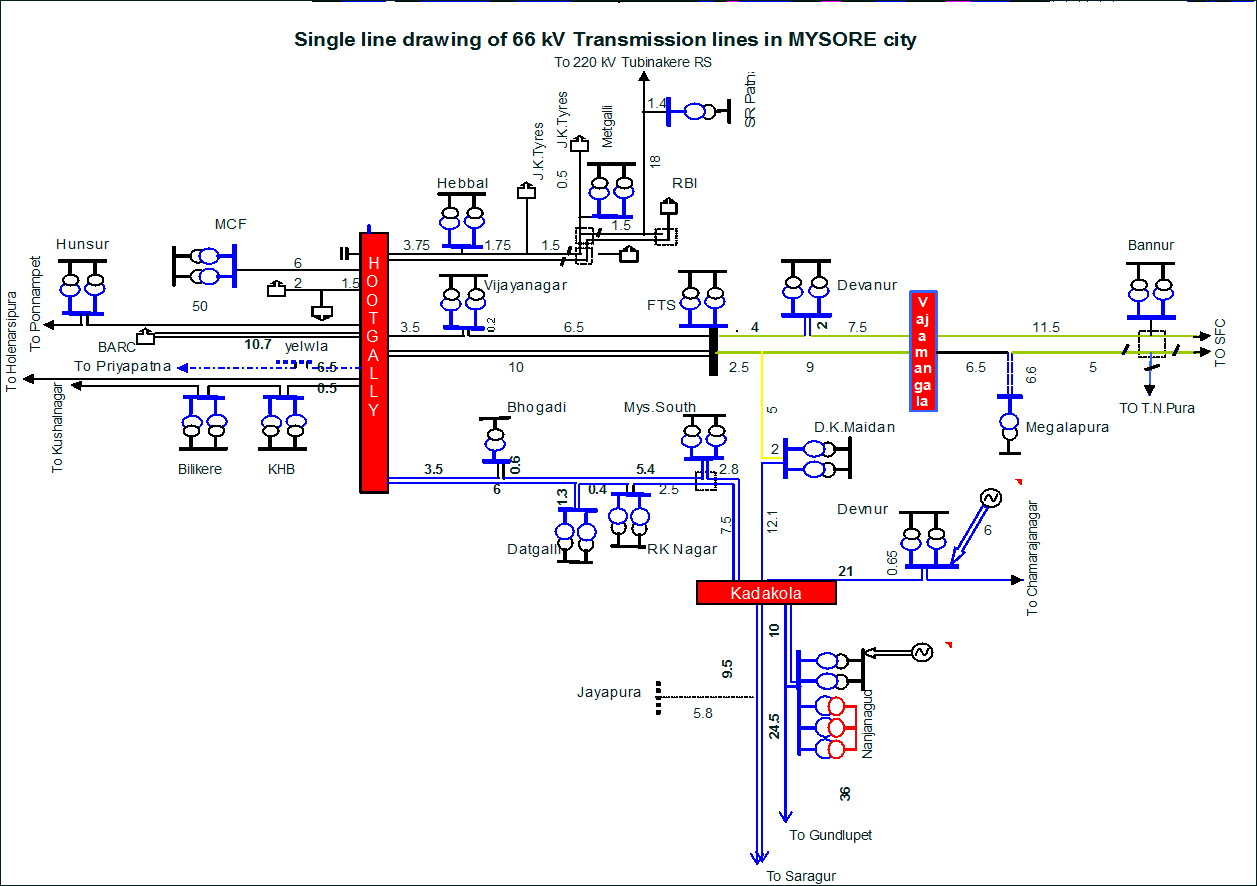 Single line drawing of 66 kV Transmission lines in MYSORE city
To 220 kV Tubinakere RS
1.4
SR Patna
J.K.Tyres
J.K.Tyres
Metgalli
0.5
18
Hebbal
RBI
MCF
1.5
Hunsur
3.75
1.75
1.5
Bannur
6
2
1.5
Vijayanagar
Devanur
50
FTS
To Ponnampet
To Holenarsipura
HOOTGALLY
Vajamangala
BARC
10.7
yelwla
3.5
0.2
6.5
.
4
2
7.5
11.5
TO SFC
To Priyapatna
6.5
10
2.5
9
6.5
6.6
5
6.5
To Kushalnagar
TO T.N.Pura
Bhogadi
Mys.South
5
D.K.Maidan
Megalapura
Bilikere
KHB
2
3.5
0.6
5.4
2.8
6
1.3
0.4
2.5
Devnur
7.5
12.1
6
Datgalli
RK Nagar
0.65
21
To Chamarajanagar
Kadakola
10
9.5
Jayapura
5.8
24.5
Nanjanagud
36
To Gundlupet
To Saragur